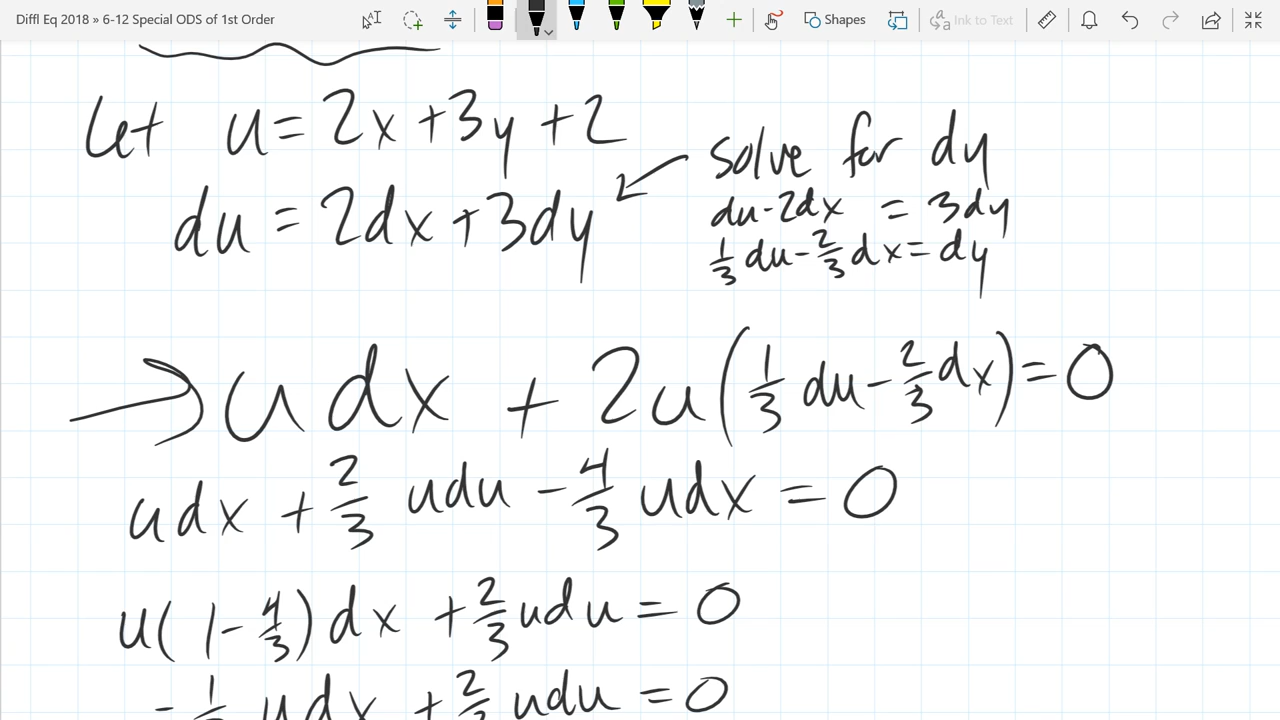 Diffl Eq 2018 » 6-12 Special ODS of 1st Order
Shapes
Ink to Text
Let u = 2x + 3y + 2
du = 2dx + 3dy
solve for dy
du - 2dx = 3dy
1/3 du - 2/3 dx = dy
→ u dx + 2u (1/3 du - 2/3 dx) = 0
u dx + 2/3 u du - 4/3 u dx = 0
u(1 - 4/3) dx + 2/3 u du = 0
- 1/3 u dx + 2/3 u du = 0